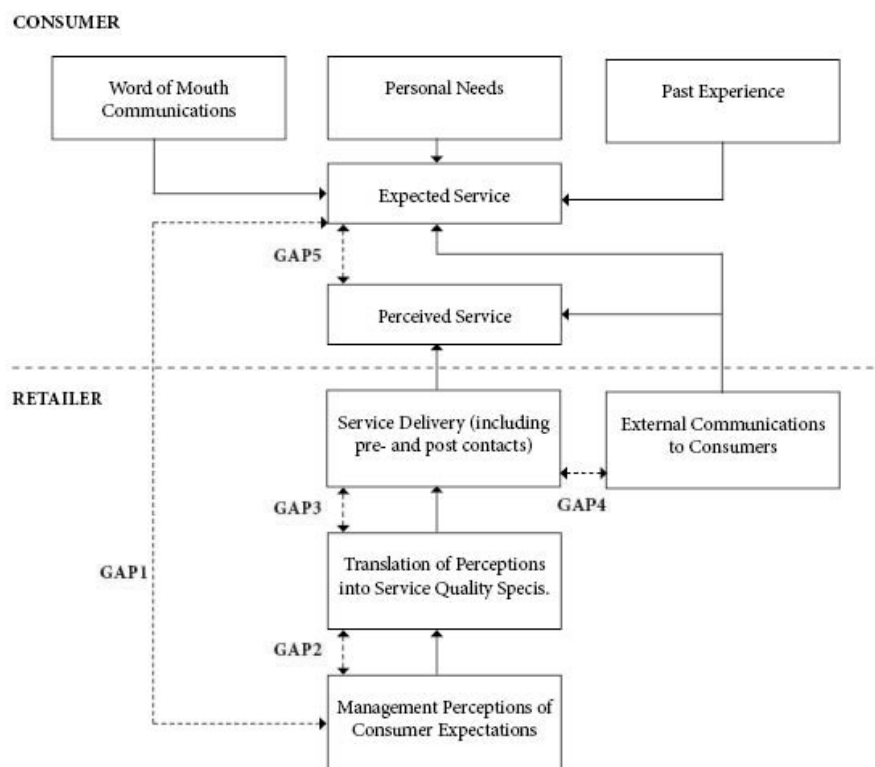 CONSUMER
Word of Mouth
Communications
Personal Needs
Past Experience
Expected Service
GAP5
Perceived Service
RETAILER
Service Delivery (including
pre- and post contacts)
External Communications
to Consumers
GAP3
GAP4
Translation of Perceptions
into Service Quality Specis.
GAP1
GAP2
Management Perceptions of
Consumer Expectations